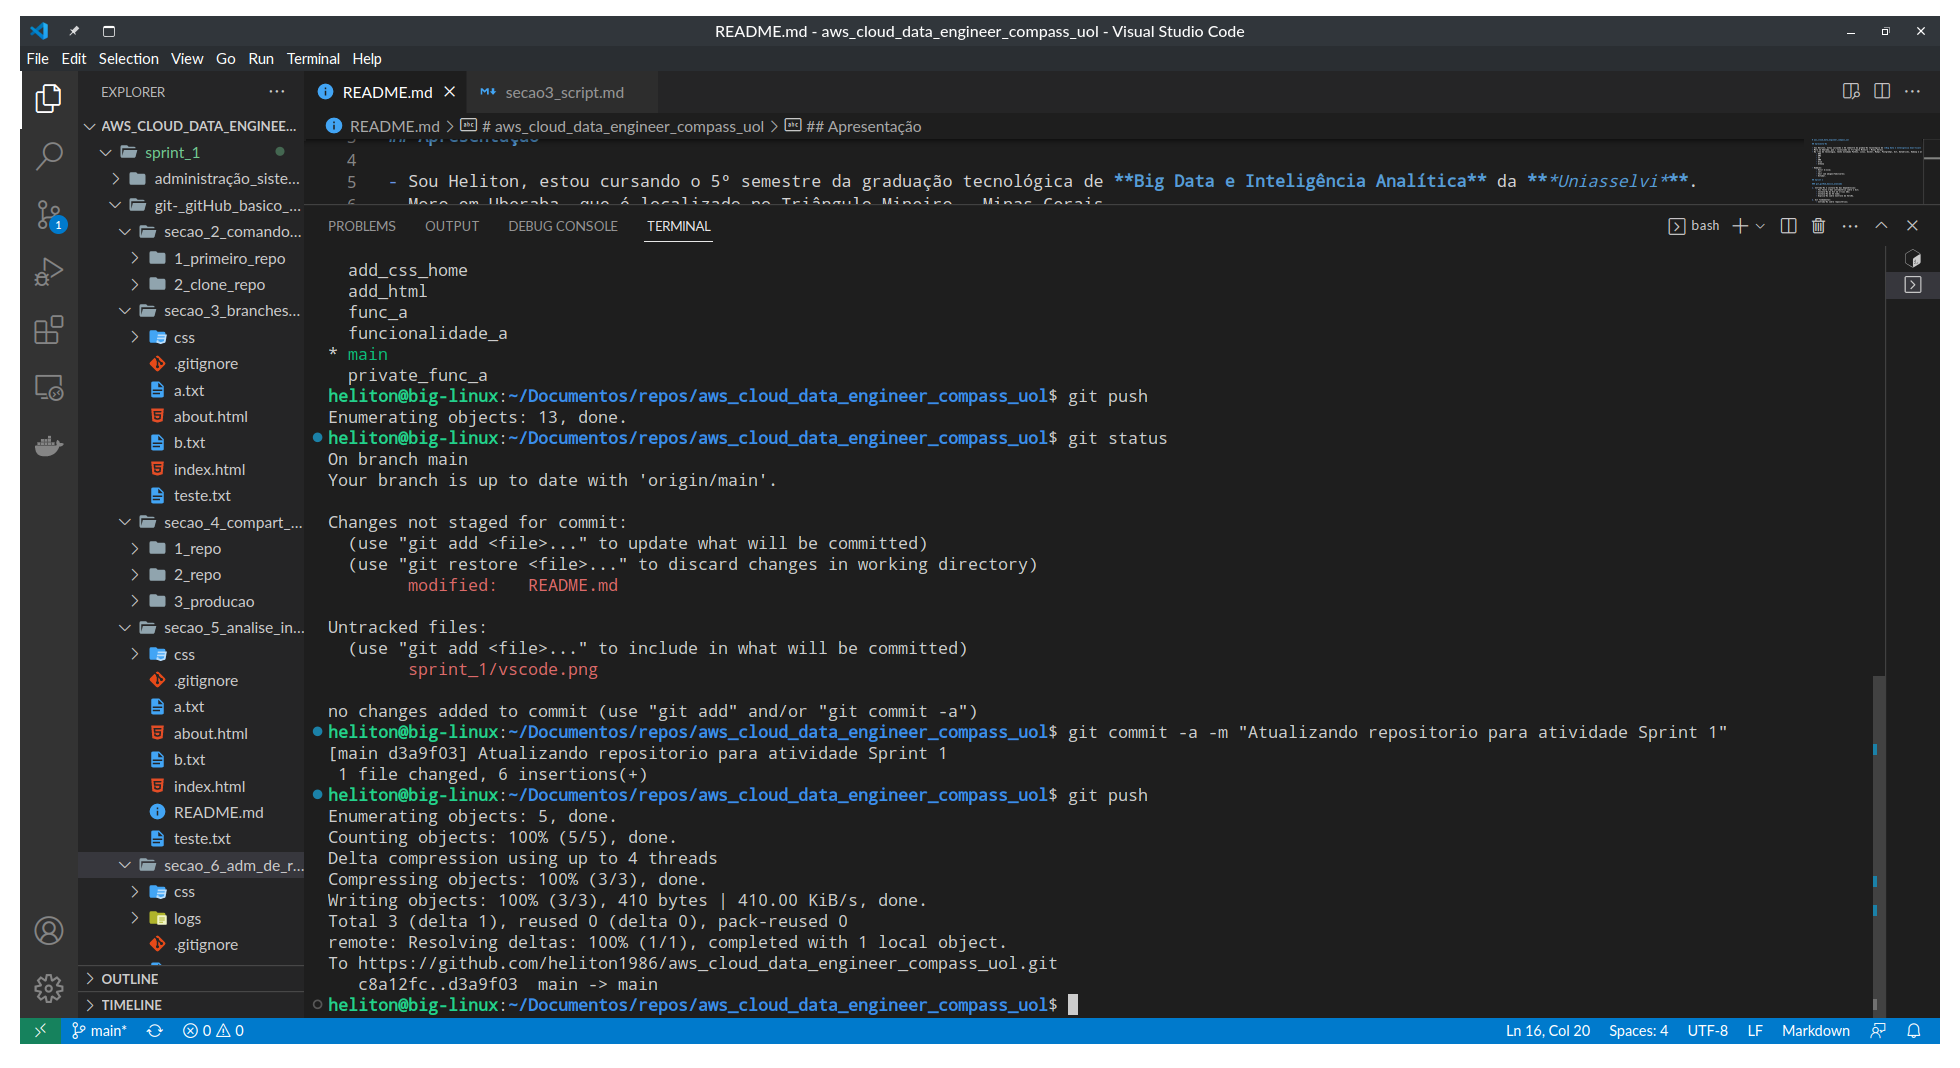 README.md - aws_cloud_data_engineer_compass_uol - Visual Studio Code
File Edit Selection View Go Run Terminal Help
EXPLORER
AWS_CLOUD_DATA_ENGINEE...
sprint_1
administração_siste...
git-_gitHub_basico_...
secao_2_comando...
1_primeiro_repo
2_clone_repo
secao_3_branches...
css
.gitignore
a.txt
about.html
b.txt
index.html
teste.txt
secao_4_compart_...
1_repo
2_repo
3_producao
secao_5_analise_in...
css
.gitignore
a.txt
about.html
b.txt
index.html
README.md
teste.txt
secao_6_adm_de_r...
css
logs
.gitignore
OUTLINE
TIMELINE
README.md
secao3_script.md
README.md > # aws_cloud_data_engineer_compass_uol > ## Apresentação
3 ## Apresentação
4
5 - Sou Heliton, estou cursando o 5º semestre da graduação tecnológica de **Big Data e Inteligência Analítica** da ***Uniasselvi***.
6 Moro em Uberaba, que é localizado no Triângulo Mineiro - Minas Gerais
PROBLEMS OUTPUT DEBUG CONSOLE TERMINAL
bash
add_css_home
add_html
func_a
funcionalidade_a
* main
private_func_a
heliton@big-linux:~/Documentos/repos/aws_cloud_data_engineer_compass_uol$ git push
Enumerating objects: 13, done.
heliton@big-linux:~/Documentos/repos/aws_cloud_data_engineer_compass_uol$ git status
On branch main
Your branch is up to date with 'origin/main'.
Changes not staged for commit:
(use "git add <file>..." to update what will be committed)
(use "git restore <file>..." to discard changes in working directory)
modified: README.md
Untracked files:
(use "git add <file>..." to include in what will be committed)
sprint_1/vscode.png
no changes added to commit (use "git add" and/or "git commit -a")
heliton@big-linux:~/Documentos/repos/aws_cloud_data_engineer_compass_uol$ git commit -a -m "Atualizando repositorio para atividade Sprint 1"
[main d3a9f03] Atualizando repositorio para atividade Sprint 1
1 file changed, 6 insertions(+)
heliton@big-linux:~/Documentos/repos/aws_cloud_data_engineer_compass_uol$ git push
Enumerating objects: 5, done.
Counting objects: 100% (5/5), done.
Delta compression using up to 4 threads
Compressing objects: 100% (3/3), done.
Writing objects: 100% (3/3), 410 bytes | 410.00 KiB/s, done.
Total 3 (delta 1), reused 0 (delta 0), pack-reused 0
remote: Resolving deltas: 100% (1/1), completed with 1 local object.
To https://github.com/heliton1986/aws_cloud_data_engineer_compass_uol.git
c8a12fc..d3a9f03 main -> main
heliton@big-linux:~/Documentos/repos/aws_cloud_data_engineer_compass_uol$
1
main* 0 0
Ln 16, Col 20 Spaces: 4 UTF-8 LF Markdown